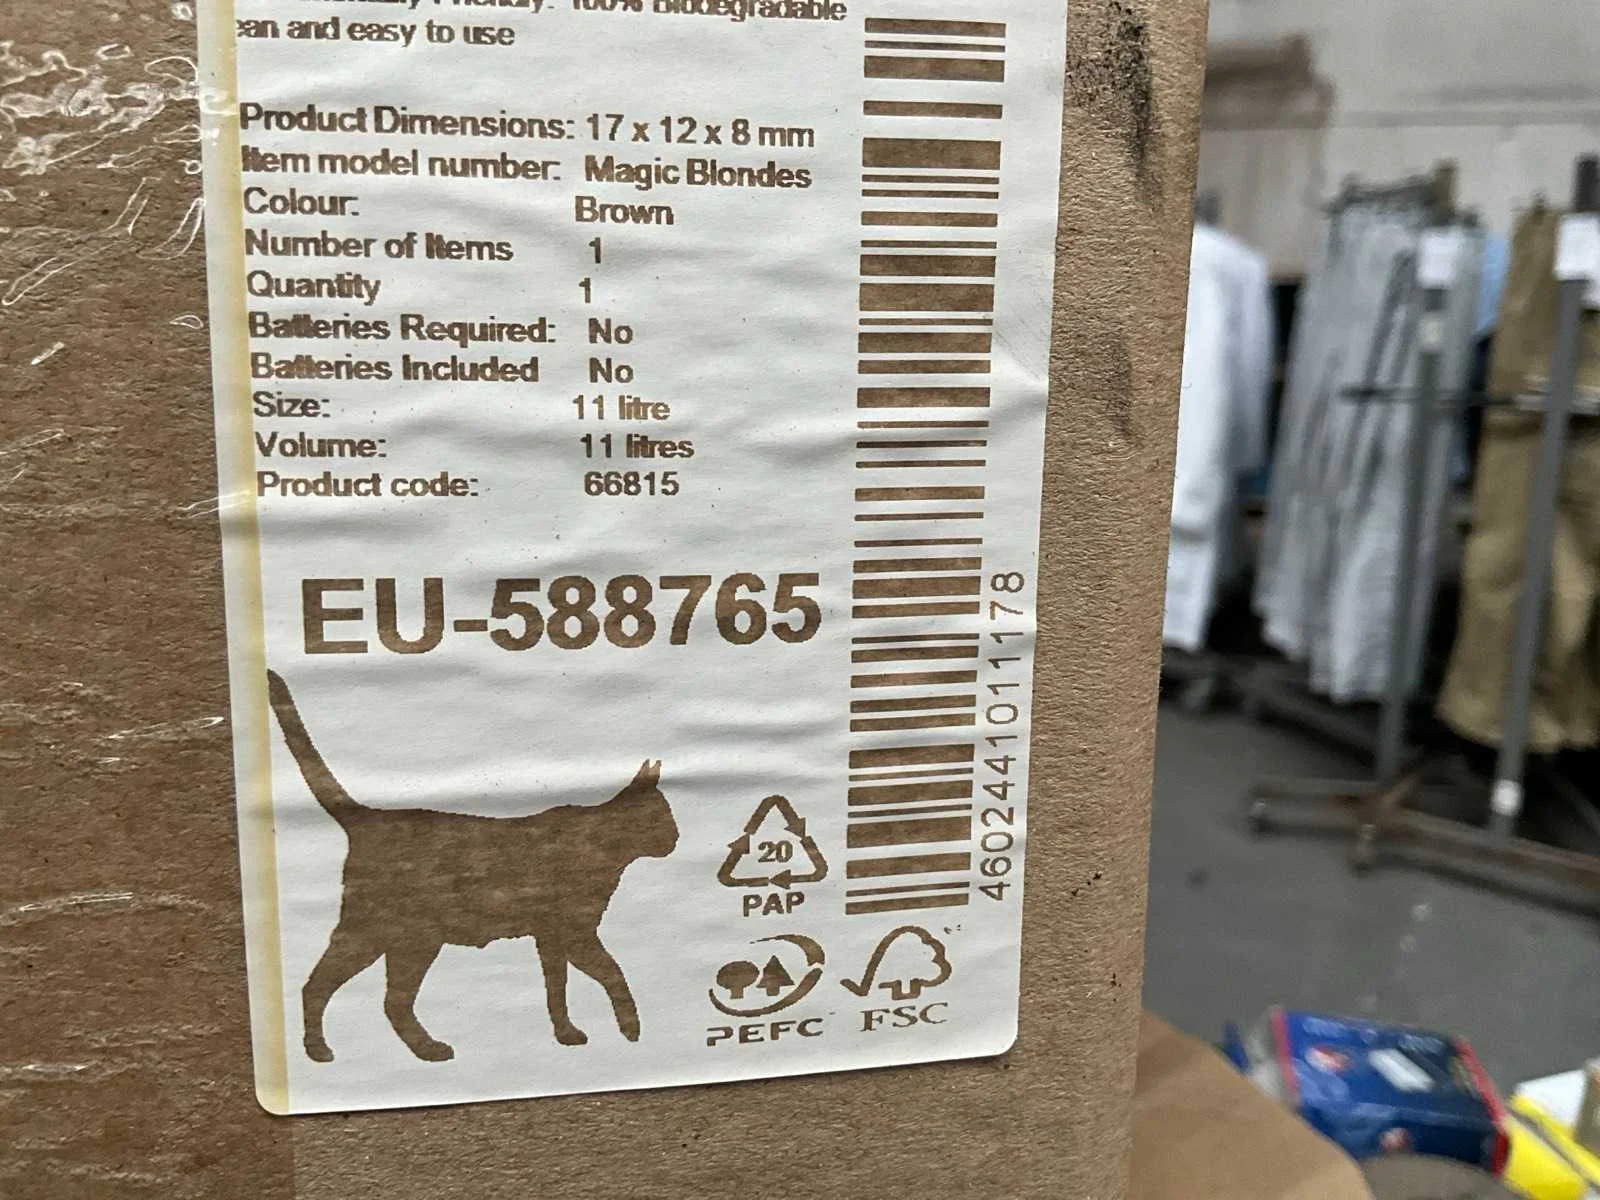 100% Biodegradable
and easy to use
Product Dimensions: 17 x 12 x 8 mm
Item model number: Magic Blondes
Colour: Brown
Number of Items 1
Quantity 1
Batteries Required: No
Batteries Included No
Size: 11 litre
Volume: 11 litres
Product code: 66815
EU-588765
4602441011178
20
PAP
PEFC
FSC